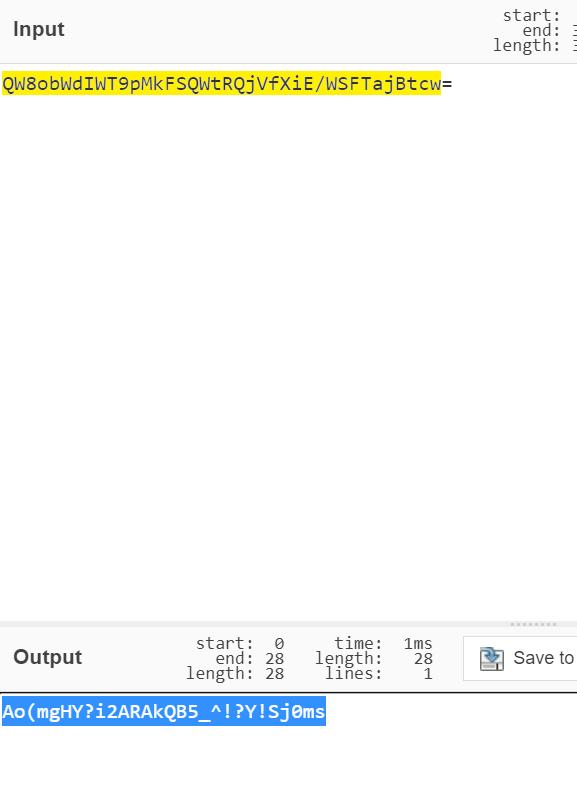 Input
start:
end:
length:
QW8obWdIWT9pMkFSQWtRQjVfXiE/WSFTajBtcw=
Output
start: 0 time: 1ms
end: 28 length: 28
length: 28 lines: 1
Save to
Ao(mgHY?i2ARAkQB5_^!?Y!Sj0ms